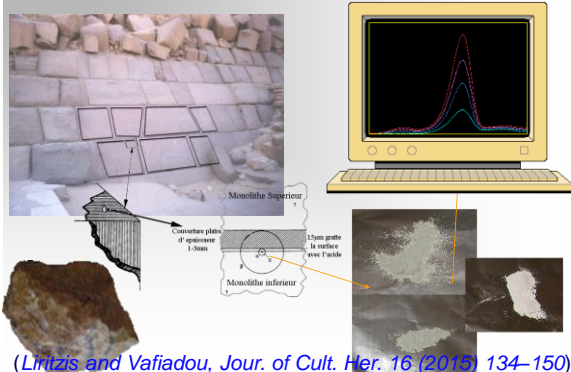 Monolithe Superieur
?
Couverture platre
d' epaissaeur
1-3mm
15µm gratte
la surface
avec l'acide
α
β
Monolithe inferieur
?
(Liritzis and Vafiadou, Jour. of Cult. Her. 16 (2015) 134–150)